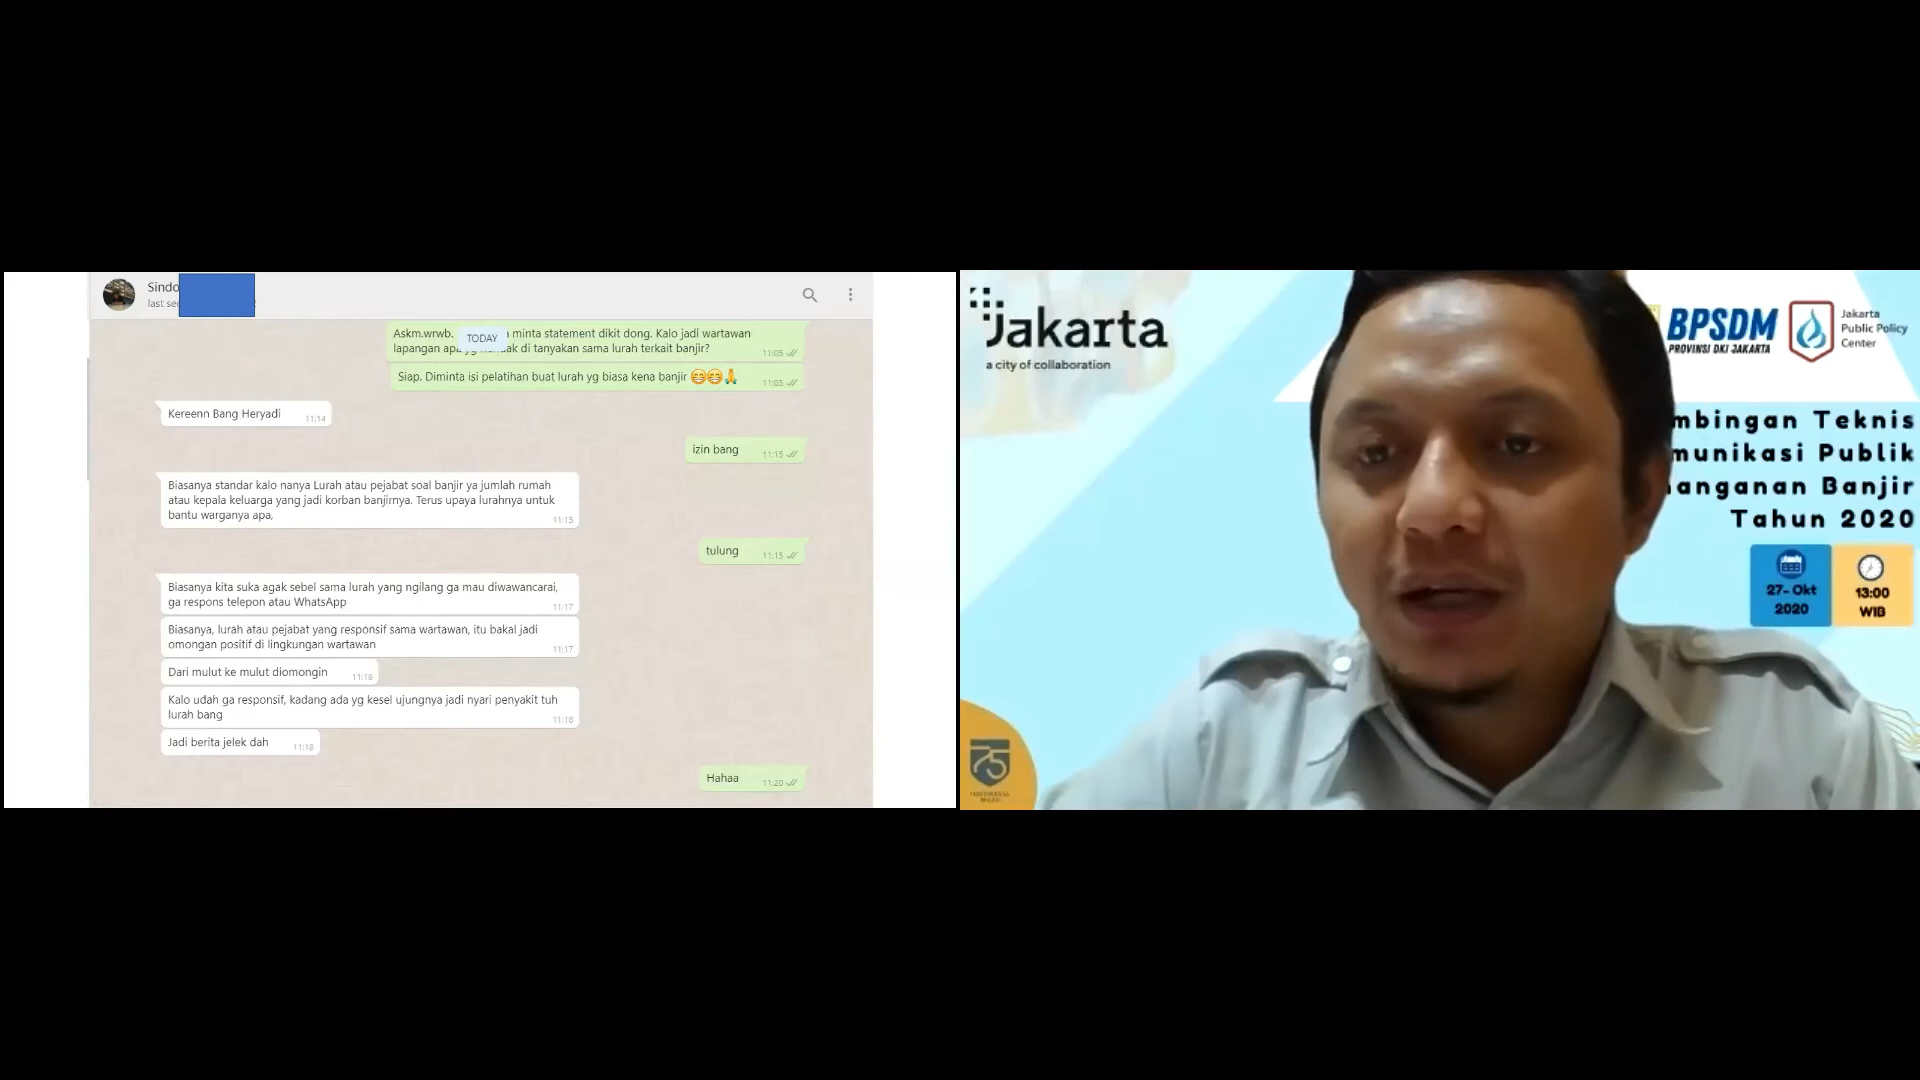 Sindo
last see
TODAY
Askm.wrwb. minta statement dikit dong. Kalo jadi wartawan
lapangan apa yg di tanyakan sama lurah terkait banjir?
11:05
Siap. Diminta isi pelatihan buat lurah yg biasa kena banjir 😁😁🙏
11:05
Kereenn Bang Heryadi
11:14
izin bang
11:15
Biasanya standar kalo nanya Lurah atau pejabat soal banjir ya jumlah rumah
atau kepala keluarga yang jadi korban banjirnya. Terus upaya lurahnya untuk
bantu warganya apa,
11:15
tulung
11:15
Biasanya kita suka agak sebel sama lurah yang ngilang ga mau diwawancarai,
ga respons telepon atau WhatsApp
11:17
Biasanya, lurah atau pejabat yang responsif sama wartawan, itu bakal jadi
omongan positif di lingkungan wartawan
11:17
Dari mulut ke mulut diomongin
11:18
Kalo udah ga responsif, kadang ada yg kesel ujungnya jadi nyari penyakit tuh
lurah bang
11:18
Jadi berita jelek dah
11:18
Hahaa
11:20
Jakarta
a city of collaboration
BPSDM
PROVINSI DKI JAKARTA
Jakarta
Public Policy
Center
mbingan Teknis
munikasi Publik
anganan Banjir
Tahun 2020
27- Okt
2020
13:00
WIB
75
INDONESIA
MAJU